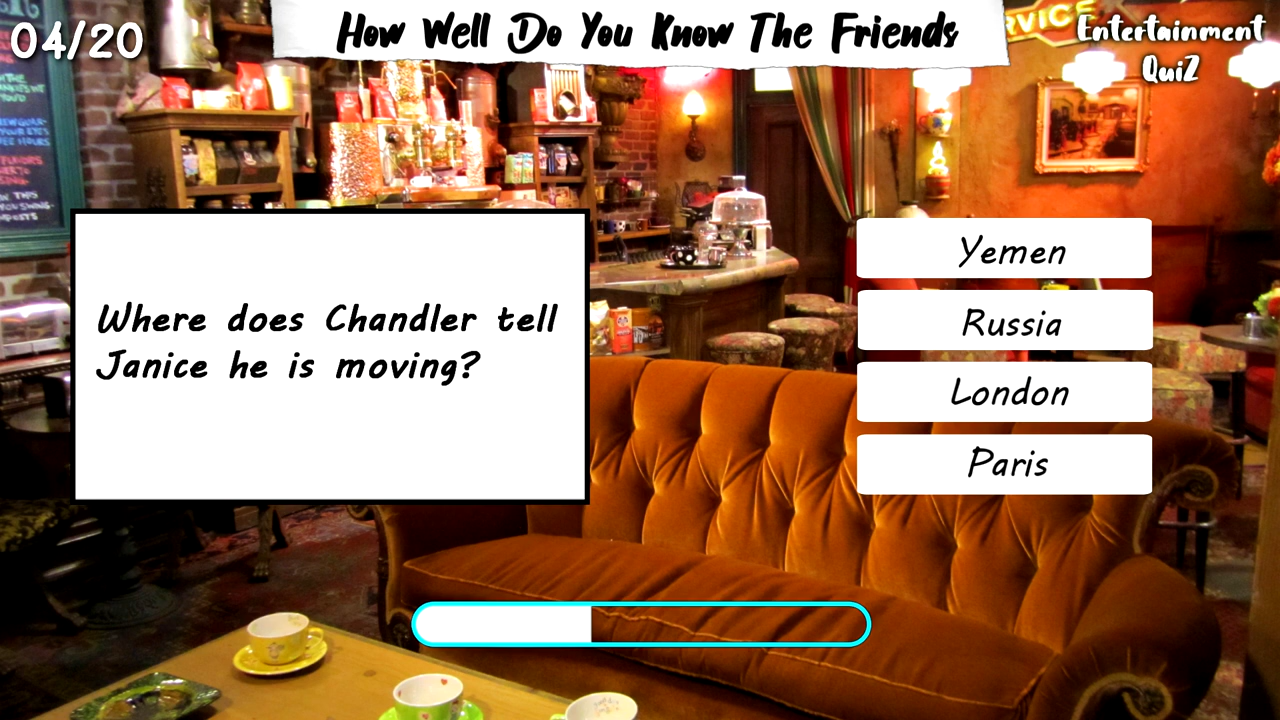 04/20
How Well Do You Know The Friends
Entertainment
QuiZ
RVICE
Where does Chandler tell
Janice he is moving?
Yemen
Russia
London
Paris